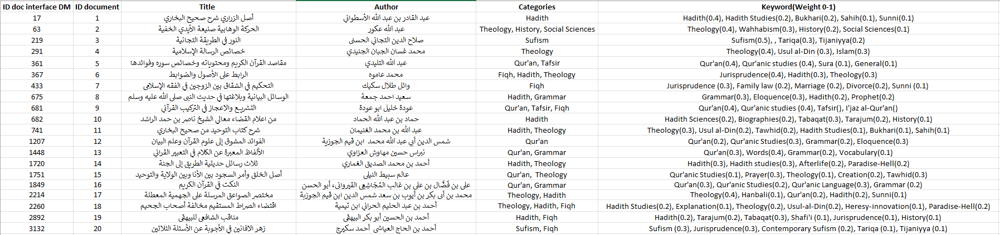 ID doc interface DM ID document Title Author Categories Keyword(Weight 0-1)
17 1 أصل الزراري شرح صحيح البخاري عبد القادر بن عبد الله الأسطواني Hadith Hadith(0.4), Hadith Studies(0.2), Bukhari(0.2), Sahih(0.1), Sunni(0.1)
63 2 الحركة الوهابية صنيعة الأيدي الخفية عبد الله عكور Theology, History, Social Sciences Theology(0.4), Wahhabism(0.3), History(0.2), Social Sciences(0.1)
219 3 النور في الطريقة التجانية صلاح الدين التجاني الحسنى Sufism Sufism(0.5), , Tariqa(0.3), Tijaniyya(0.2)
291 4 خصائص الرسالة الإسلامية محمد غسان الجبان الجنيدي Theology Theology(0.4), Usul al-Din (0.3), Islam(0.3)
361 5 مقاصد القرآن الكريم ومحتوياته وخصائص سوره وفوائدها عبد الله التليدي Qur'an, Tafsir Qur'an(0.4), Qur'anic studies (0.4), Sura (0.1), General(0.1)
367 6 الرابط على الأصول والضوابط محمد عاموه Fiqh, Hadith, Theology Jurisprudence(0.4), Hadith(0.3), Theology(0.3)
433 7 التحكيم في الشقاق بين الزوجين في الفقه الإسلامى وائل طلال سكيك Fiqh Jurisprudence (0.3), Family law (0.2), Marriage (0.2), Divorce(0.2), Sunni (0.1)
675 8 الوسائل البيانية وبلاغتها في حديث النبى صلى الله عليه وسلم سعيد احمد جمعة Hadith, Grammar Grammar(0.3), Eloquence(0.3), Hadith(0.2), Prophet(0.2)
681 9 التشريع والاعجاز في التركيب القرآني عودة خليل ابو عودة Qur'an, Tafsir, Fiqh Qur'an(0.4), Qur'anic studies (0.4), Tafsir(), I'jaz al-Qur'an()
682 10 من اعلام القضاء معالي الشيخ ناصر بن حمد الراشد حماد بن عبد الله الحماد Hadith Hadith Sciences(0.2), Biographies(0.2), Tabaqat(0.3), Tarajum(0.2), History(0.1)
741 11 شرح كتاب التوحيد من صحيح البخاري عبد الله بن محمد الغنيمان Hadith, Theology Theology(0.3), Usul al-Din(0.2), Tawhid(0.2), Hadith Studies(0.1), Bukhari(0.1), Sahih(0.1)
1207 12 الفوائد المشوق إلى علوم القرآن وعلم البيان شمس الدين أبي عبد الله محمد ابن قيم الجوزية Qur'an Qur'an(0.2), Qur'anic Studies(0.3), Grammar(0.2), Eloquence(0.3)
1448 13 الألفاظ المعبرة عن الكلام في التعبير القراني نبراس حسين مهاوش العزاوي Qur'an, Grammar Qur'an(0.3), Words(0.4), Grammar(0.2), Vocabulary(0.1)
1720 14 ثلاث رسائل حديثية الطريق إلى الجنة أحمد بن محمد الصديق الغماري Hadith, Theology Hadith(0.3), Hadith studies(0.3), Afterlife(0.2), Paradise-Hell(0.2)
1751 15 أصل الخلق وأمر السجود بين الأنا وبين الولاية والتوحيد عالم سبيط النيلى Qur'an, Theology Qur'anic Studies(0.1), Prayer(0.3), Theology(0.1), Creation(0.2), Tawhid(0.3)
1849 16 النكت في القرآن الكريم على بن فَضَّال بن على بن غالب المُجَاشِعِى القيروانى، أبو الحسن Qur'an, Grammar Qur'an(0.3), Qur'anic Studies(0.2), Qur'anic Language(0.3), Grammar (0.2)
2214 17 مختصر الصواعق المرسلة على الجهمية المعطلة محمد بن أبى بكر بن أيوب بن سعد شمس الدين ابن قيم الجوزية Theology, Hadith Theology(0.4), Hanbali(0.1), Qur'an(0.2), Hadith(0.2), Sunni(0.1)
2260 18 اقتضاء الصراط المستقيم مخالفة أصحاب الجحيم أحمد بن عبد الحليم الحراني ابن تيمية Theology, Hadith, Fiqh Hadith Studies(0.2), Explanation(0.1), Theology(0.2), Usul-al-Din(0.2), Heresy-innovation(0.1), Paradise-Hell(0.2)
2892 19 مناقب الشافعى للبيهقى أحمد بن الحسين أبو بكر البيهقى Hadith, Fiqh Hadith(0.2), Tarajum(0.2), Tabaqat(0.3), Shafi'i (0.1), Jurisprudence(0.1), History(0.1)
3132 20 زهر الافانين في الأجوبة عن الأسئلة الثلاثين أحمد بن الحاج العياشى أحمد سكيرج Sufism, Fiqh Sufism (0.3), Jurisprudence(0.3), Contemporary Sufism (0.2), Tariqa (0.1), Tijaniyya (0.1)